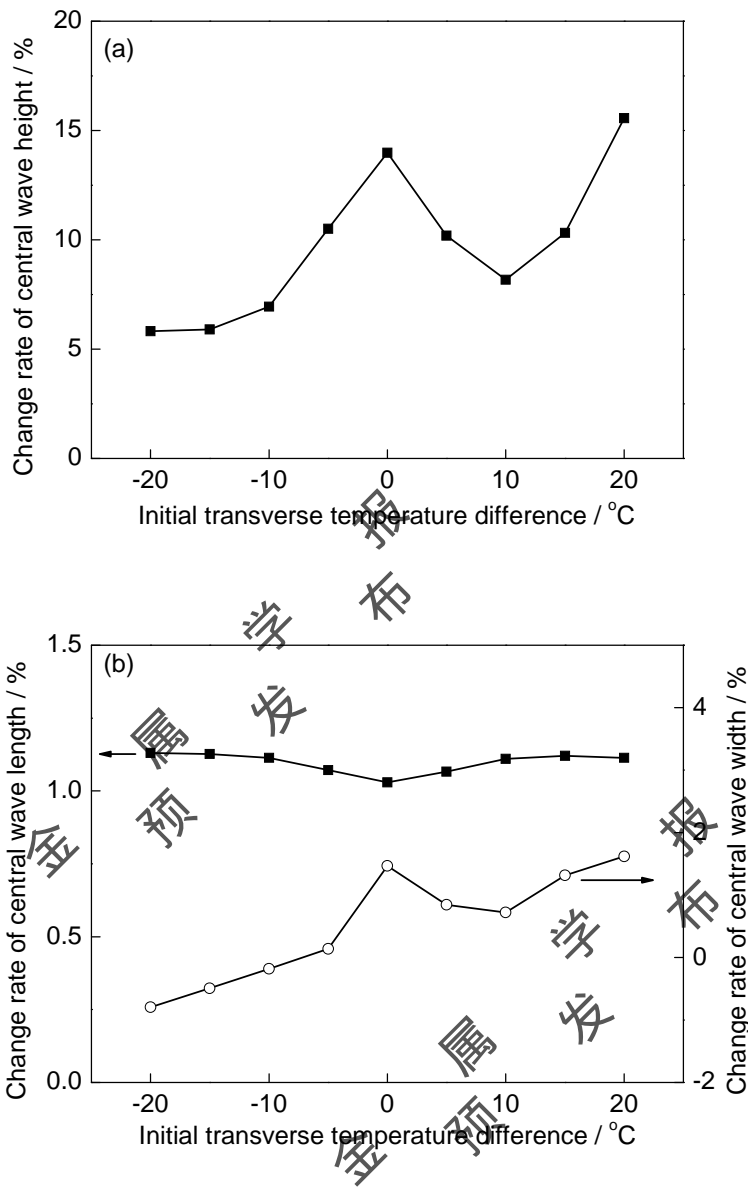 20
(a)
15
10
5
0
-20 -10 0 10 20
Change rate of central wave height / %
Initial transverse temperature difference / °C
1.5
(b)
1.0
0.5
0.0
4
2
0
-2
-20 -10 0 10 20
Change rate of central wave length / %
Change rate of central wave width / %
Initial transverse temperature difference / °C
金属学报
预发布
金属学报
预发布